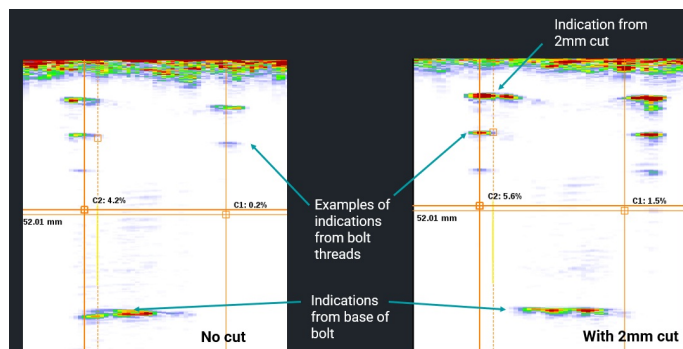 Indication from
2mm cut
C2: 4.2%
C1: 0.2%
52.01 mm
Examples of
indications
from bolt
threads
C2: 5.6%
C1: 1.5%
52.01 mm
Indications
from base of
bolt
No cut
With 2mm cut